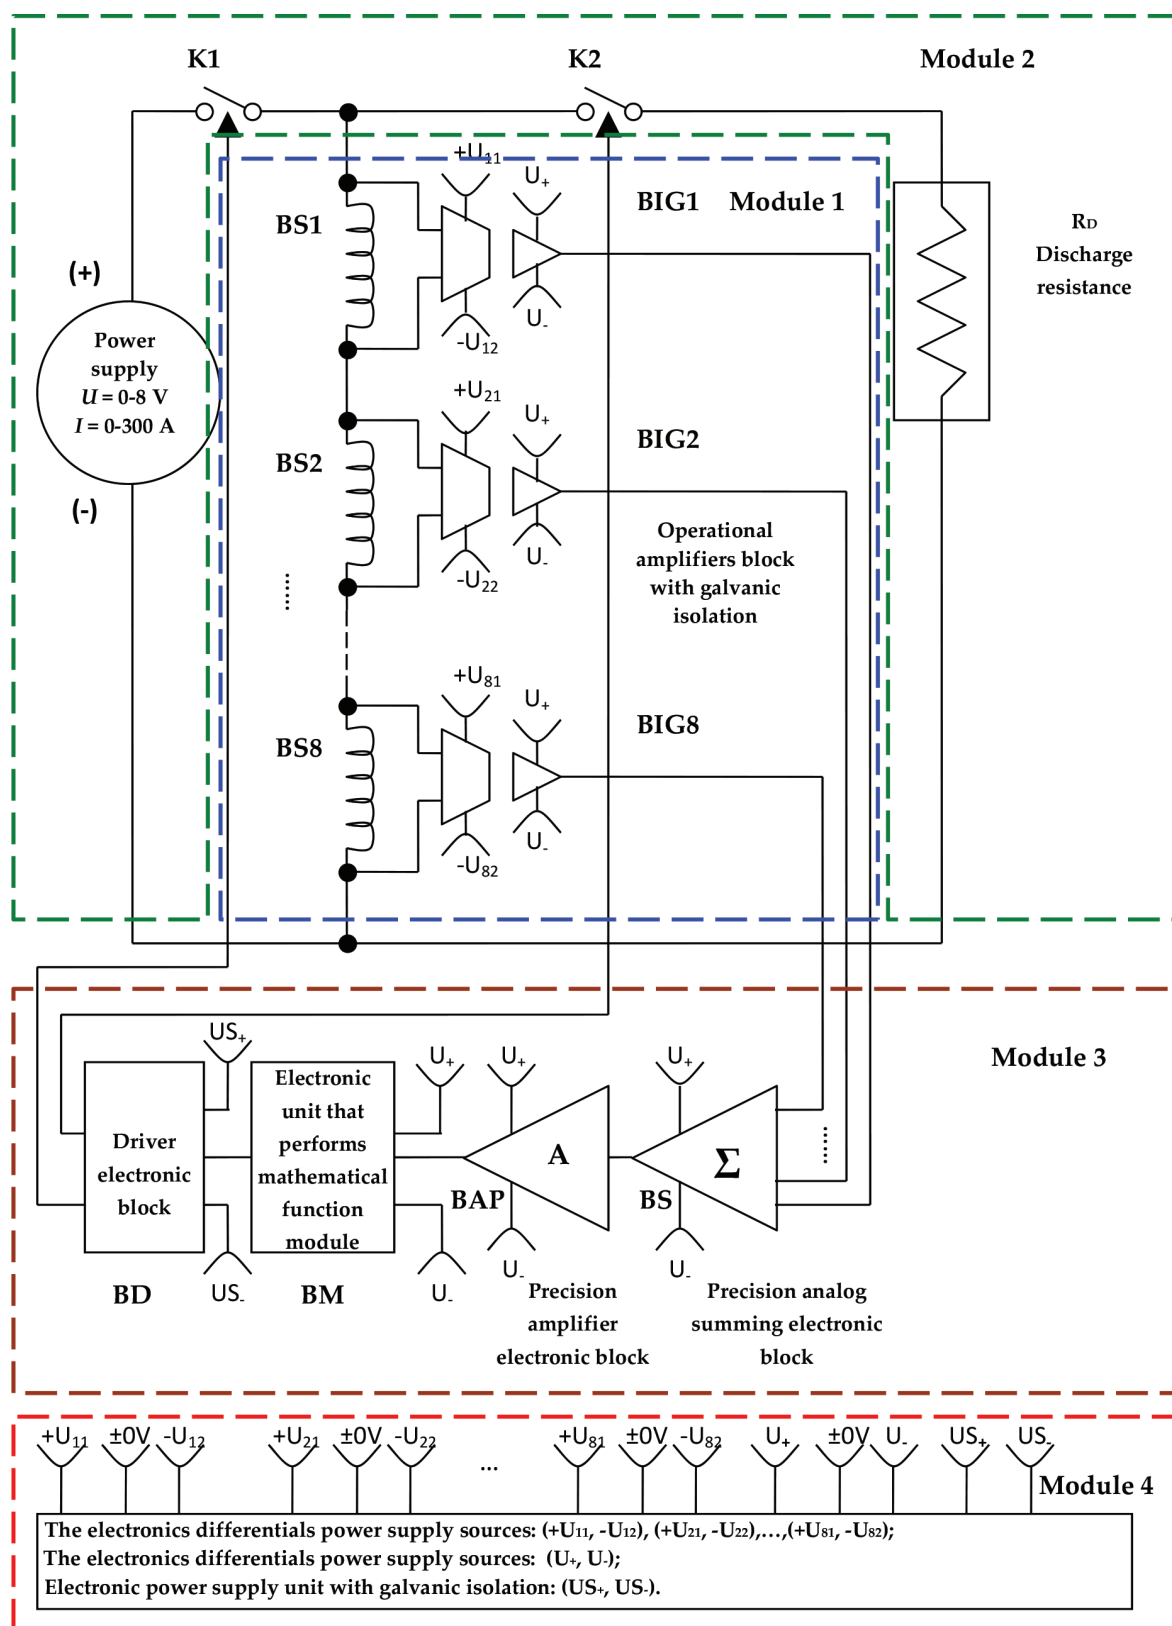 K1
K2
Module 2
+U11
U+
BIG1
Module 1
BS1
RD
Discharge
resistance
(+)
U-
-U12
Power
supply
U = 0-8 V
I = 0-300 A
+U21
U+
BIG2
BS2
(-)
Operational
amplifiers block
with galvanic
isolation
U-
-U22
......
+U81
U+
BIG8
BS8
U-
-U82
US+
U+
U+
U+
Module 3
Electronic
unit that
performs
mathematical
function
module
Driver
electronic
block
A
Σ
......
BAP
BS
U-
U-
BD
US-
BM
U-
Precision
amplifier
electronic block
Precision analog
summing electronic
block
+U11 ±0V -U12 +U21 ±0V -U22 ... +U81 ±0V -U82 U+ ±0V U- US+ US-
Module 4
The electronics differentials power supply sources: (+U11, -U12), (+U21, -U22),...,(+U81, -U82);
The electronics differentials power supply sources: (U+, U-);
Electronic power supply unit with galvanic isolation: (US+, US-).